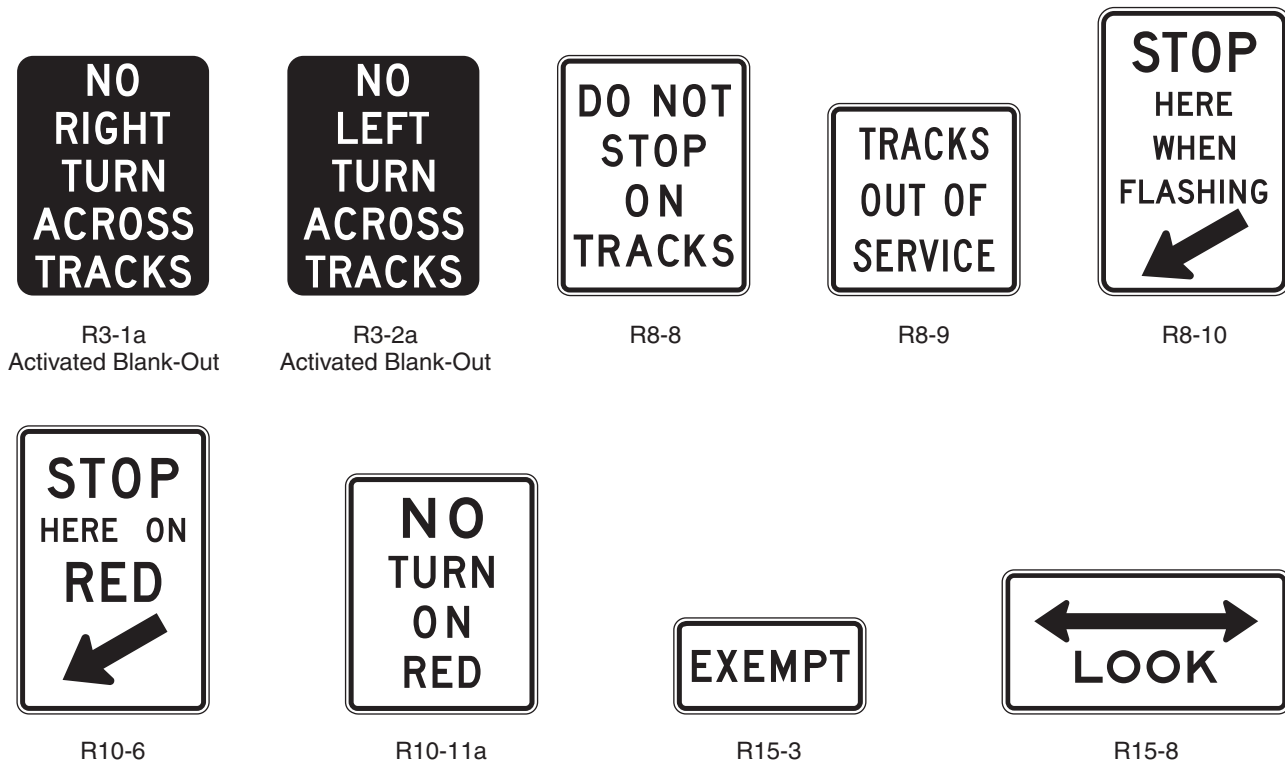 NO
RIGHT
TURN
ACROSS
TRACKS
R3-1a
Activated Blank-Out
NO
LEFT
TURN
ACROSS
TRACKS
R3-2a
Activated Blank-Out
DO NOT
STOP
ON
TRACKS
R8-8
TRACKS
OUT OF
SERVICE
R8-9
STOP
HERE
WHEN
FLASHING
R8-10
STOP
HERE ON
RED
R10-6
NO
TURN
ON
RED
R10-11a
EXEMPT
R15-3
LOOK
R15-8